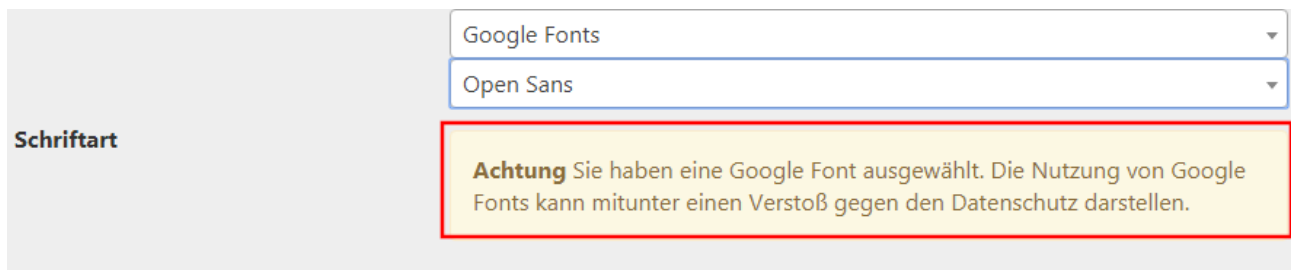 Google Fonts
Open Sans
Schriftart
Achtung Sie haben eine Google Font ausgewählt. Die Nutzung von Google
Fonts kann mitunter einen Verstoß gegen den Datenschutz darstellen.